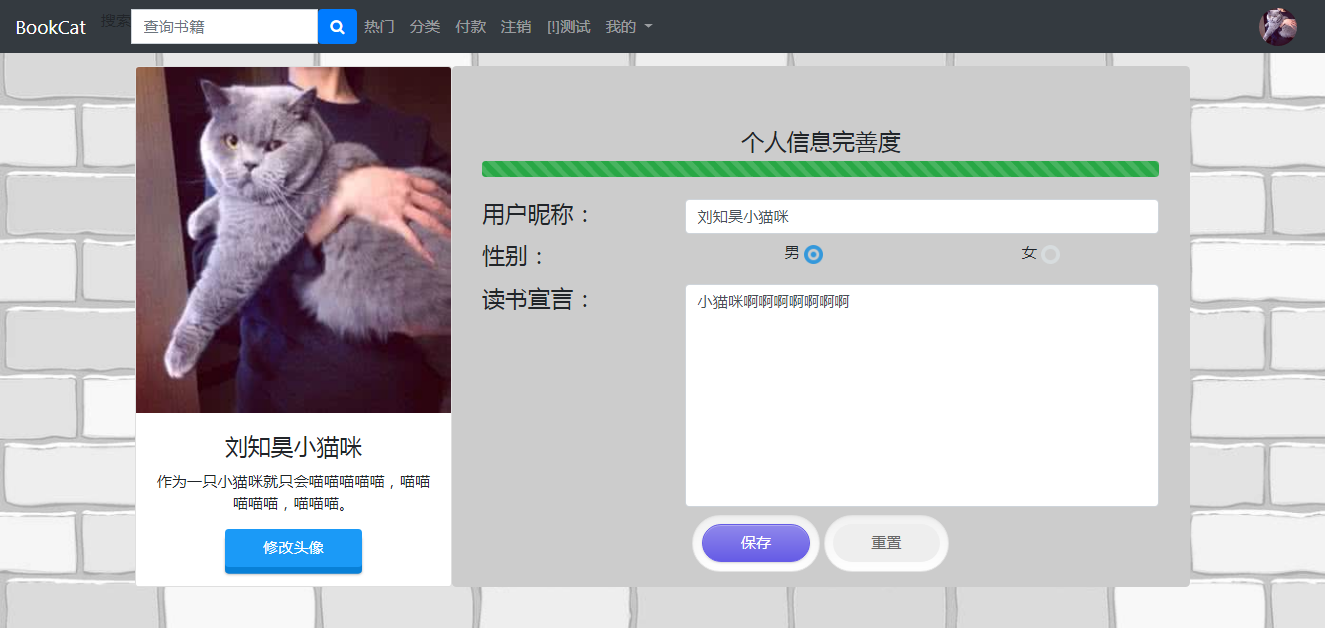 BookCat 搜索 查询书籍 热门 分类 付款 注销 [!]测试 我的
个人信息完善度
用户昵称： 刘知昊小猫咪
性别： 男 女
读书宣言： 小猫咪啊啊啊啊啊啊啊
刘知昊小猫咪
作为一只小猫咪就只会喵喵喵喵喵，喵喵
喵喵喵，喵喵喵。
修改头像
保存 重置